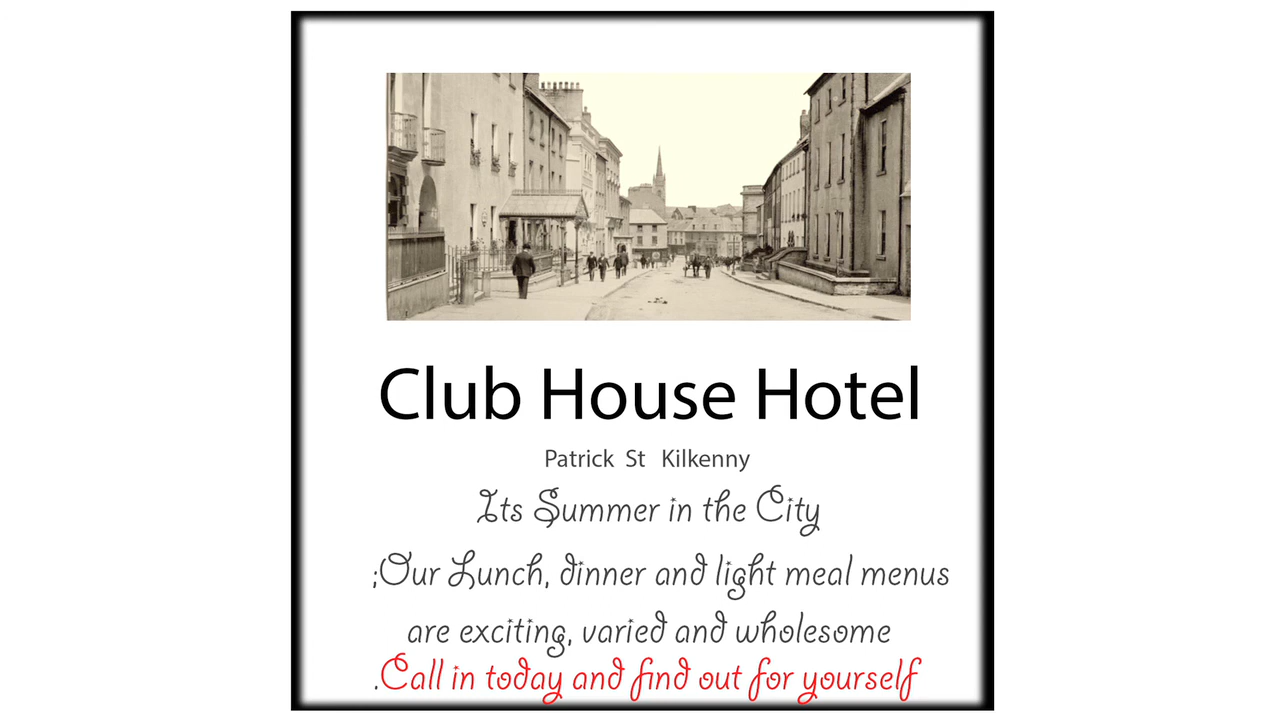 Club House Hotel
Patrick St Kilkenny
Its Summer in the City
;Our Lunch, dinner and light meal menus
are exciting, varied and wholesome
.Call in today and find out for yourself